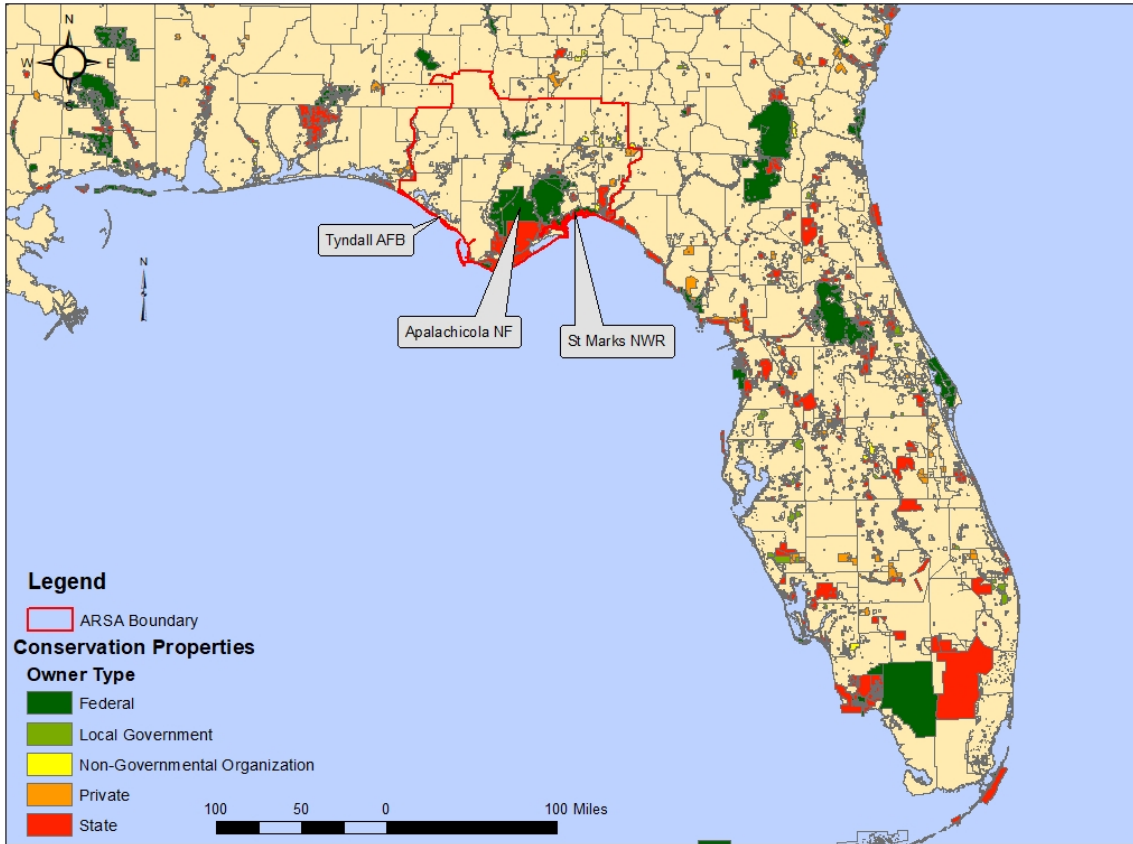 N
W
E
S
Tyndall AFB
N
Apalachicola NF
St Marks NWR
Legend
ARSA Boundary
Conservation Properties
Owner Type
Federal
Local Government
Non-Governmental Organization
Private
State
100 50 0 100 Miles